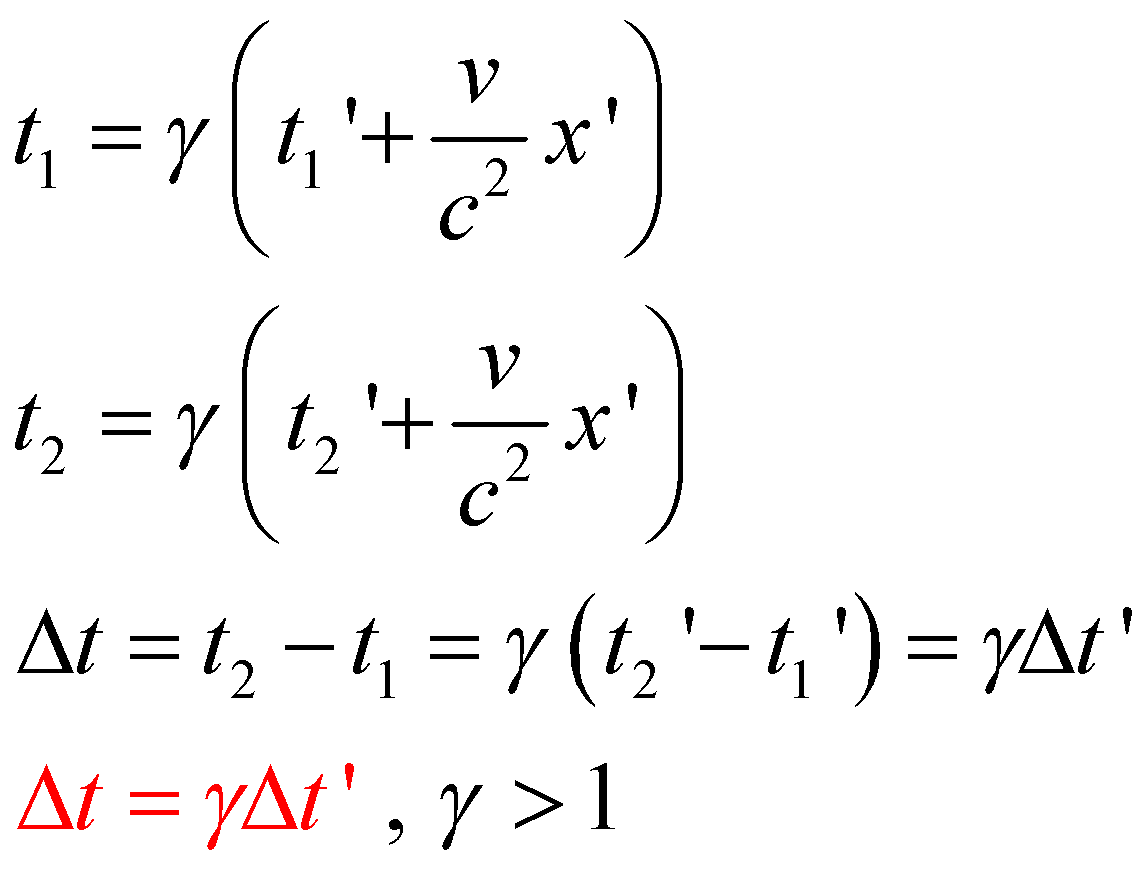 t₁ = γ ( t₁ '+ v/c² x ' )
t₂ = γ ( t₂ '+ v/c² x ' )
Δt = t₂ − t₁ = γ ( t₂ '− t₁ ' ) = γΔt '
Δt = γΔt ' , γ > 1